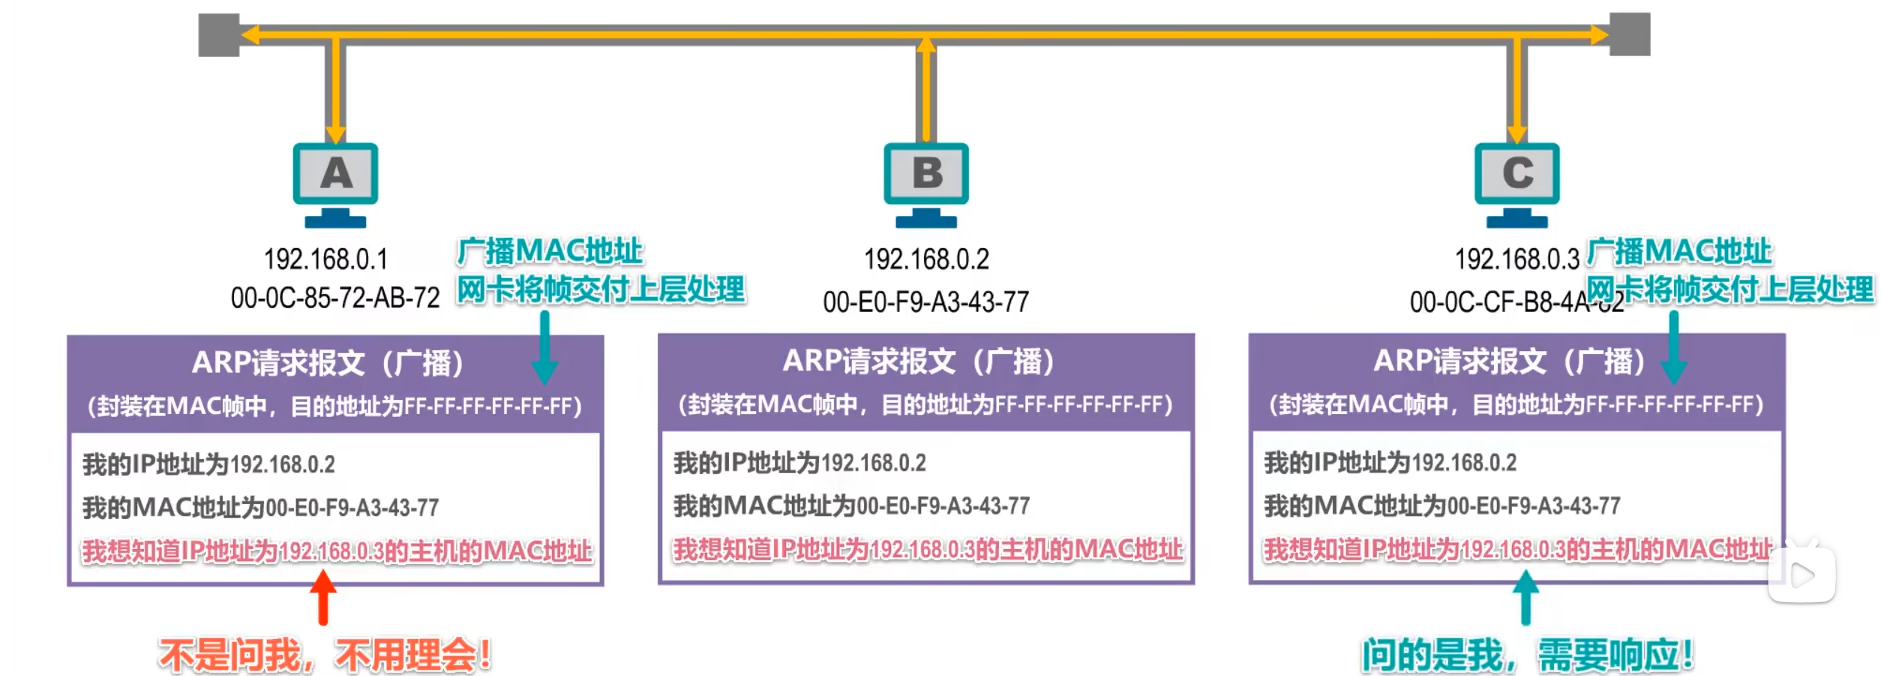 A
B
C
192.168.0.1
00-0C-85-72-AB-72
广播MAC地址
网卡将帧交付上层处理
192.168.0.2
00-E0-F9-A3-43-77
192.168.0.3
00-0C-CF-B8-4A-82
广播MAC地址
网卡将帧交付上层处理
ARP请求报文（广播）
（封装在MAC帧中，目的地址为FF-FF-FF-FF-FF-FF）
我的IP地址为192.168.0.2
我的MAC地址为00-E0-F9-A3-43-77
我想知道IP地址为192.168.0.3的主机的MAC地址
不是问我，不用理会！
ARP请求报文（广播）
（封装在MAC帧中，目的地址为FF-FF-FF-FF-FF-FF）
我的IP地址为192.168.0.2
我的MAC地址为00-E0-F9-A3-43-77
我想知道IP地址为192.168.0.3的主机的MAC地址
ARP请求报文（广播）
（封装在MAC帧中，目的地址为FF-FF-FF-FF-FF-FF）
我的IP地址为192.168.0.2
我的MAC地址为00-E0-F9-A3-43-77
我想知道IP地址为192.168.0.3的主机的MAC地址
问的是我，需要响应！